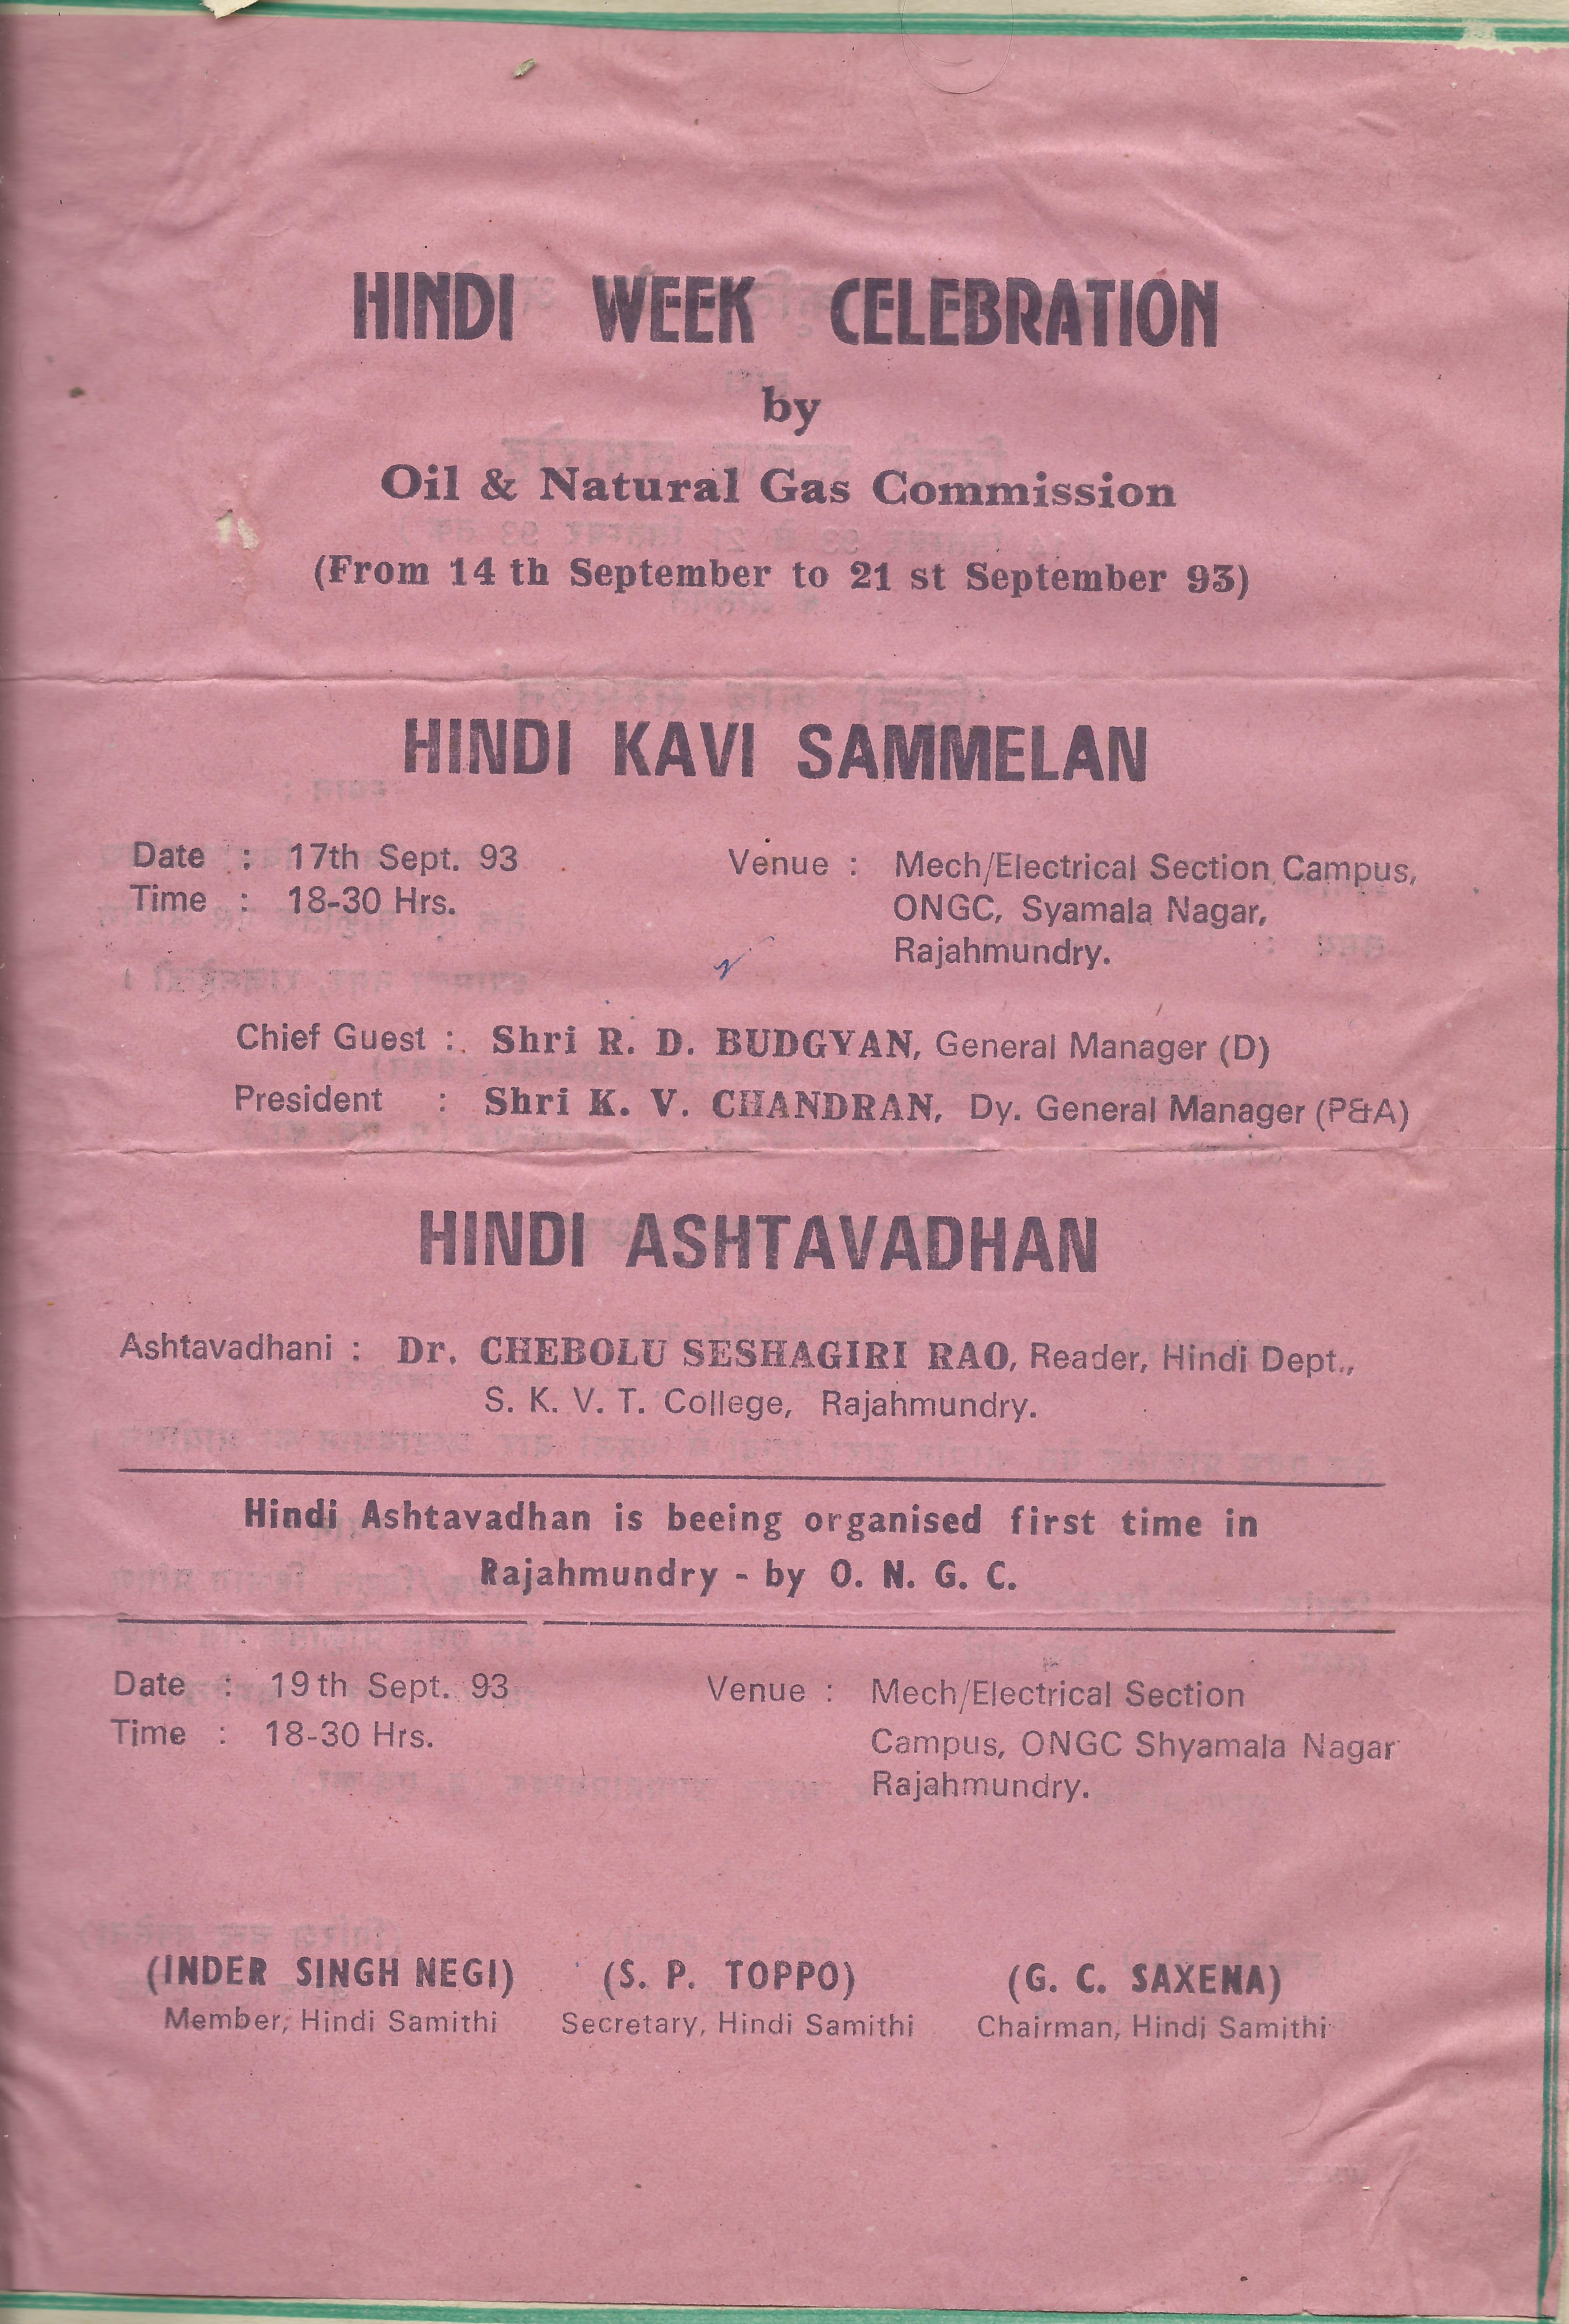 HINDI WEEK CELEBRATION
by
Oil & Natural Gas Commission
(From 14 th September to 21 st September 93)
HINDI KAVI SAMMELAN
Date : 17th Sept. 93
Time : 18-30 Hrs.
Venue : Mech/Electrical Section Campus,
ONGC, Syamala Nagar,
Rajahmundry.
Chief Guest : Shri R. D. BUDGYAN, General Manager (D)
President : Shri K. V. CHANDRAN, Dy. General Manager (P&A)
HINDI ASHTAVADHAN
Ashtavadhani : Dr. CHEBOLU SESHAGIRI RAO, Reader, Hindi Dept.,
S. K. V. T. College, Rajahmundry.
Hindi Ashtavadhan is beeing organised first time in
Rajahmundry - by O. N. G. C.
Date : 19th Sept. 93
Time : 18-30 Hrs.
Venue : Mech/Electrical Section
Campus, ONGC Shyamala Nagar
Rajahmundry.
(INDER SINGH NEGI)
Member, Hindi Samithi
(S. P. TOPPO)
Secretary, Hindi Samithi
(G. C. SAXENA)
Chairman, Hindi Samithi